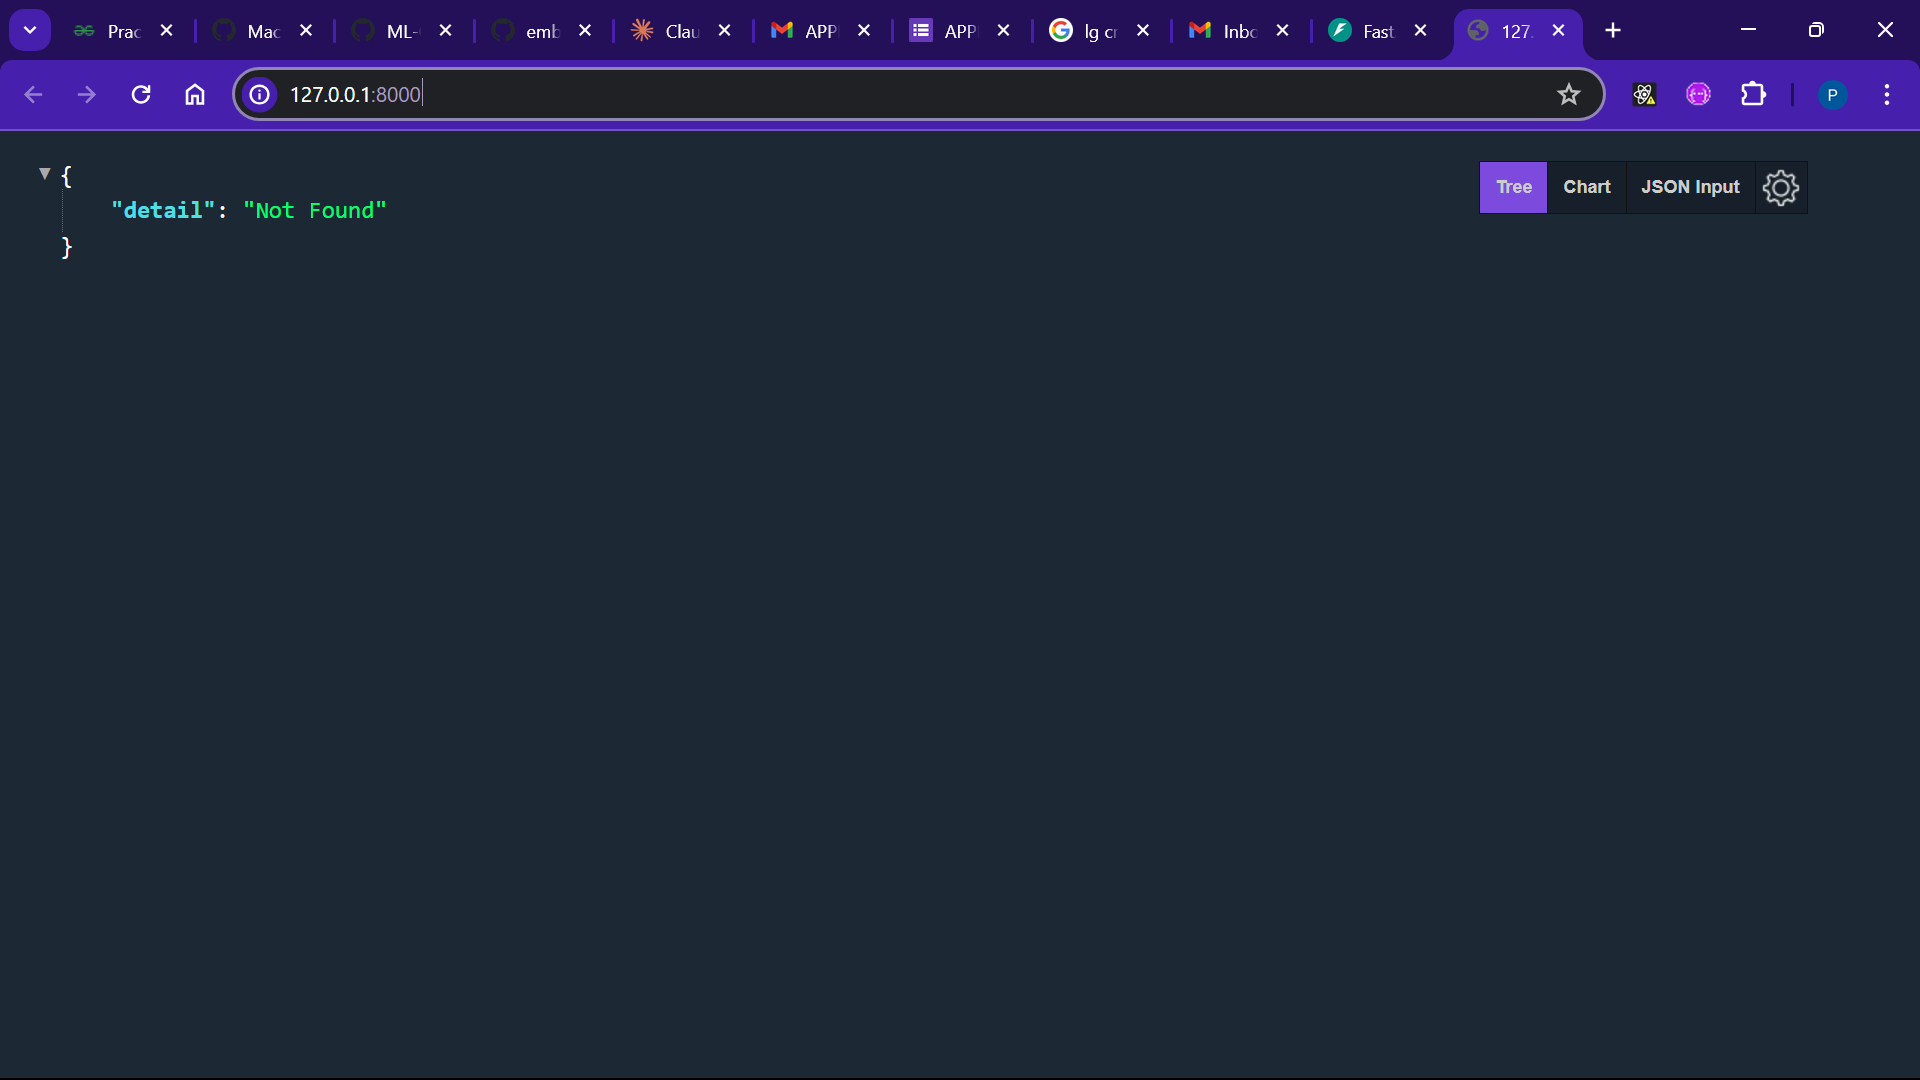 Prac
Mac
ML-
emb
Clau
APP
APP
lg cr
Inbo
Fast
127.
127.0.0.1:8000
P
{
"detail": "Not Found"
}
Tree
Chart
JSON Input